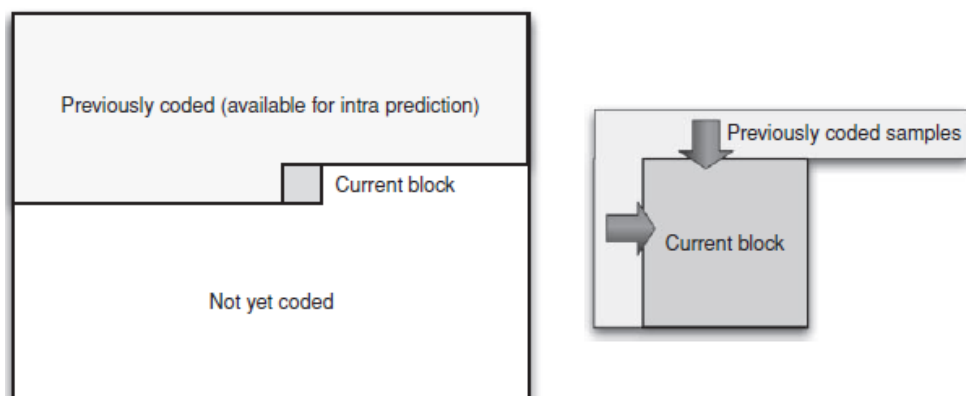 Previously coded (available for intra prediction)
Current block
Not yet coded
Previously coded samples
Current block